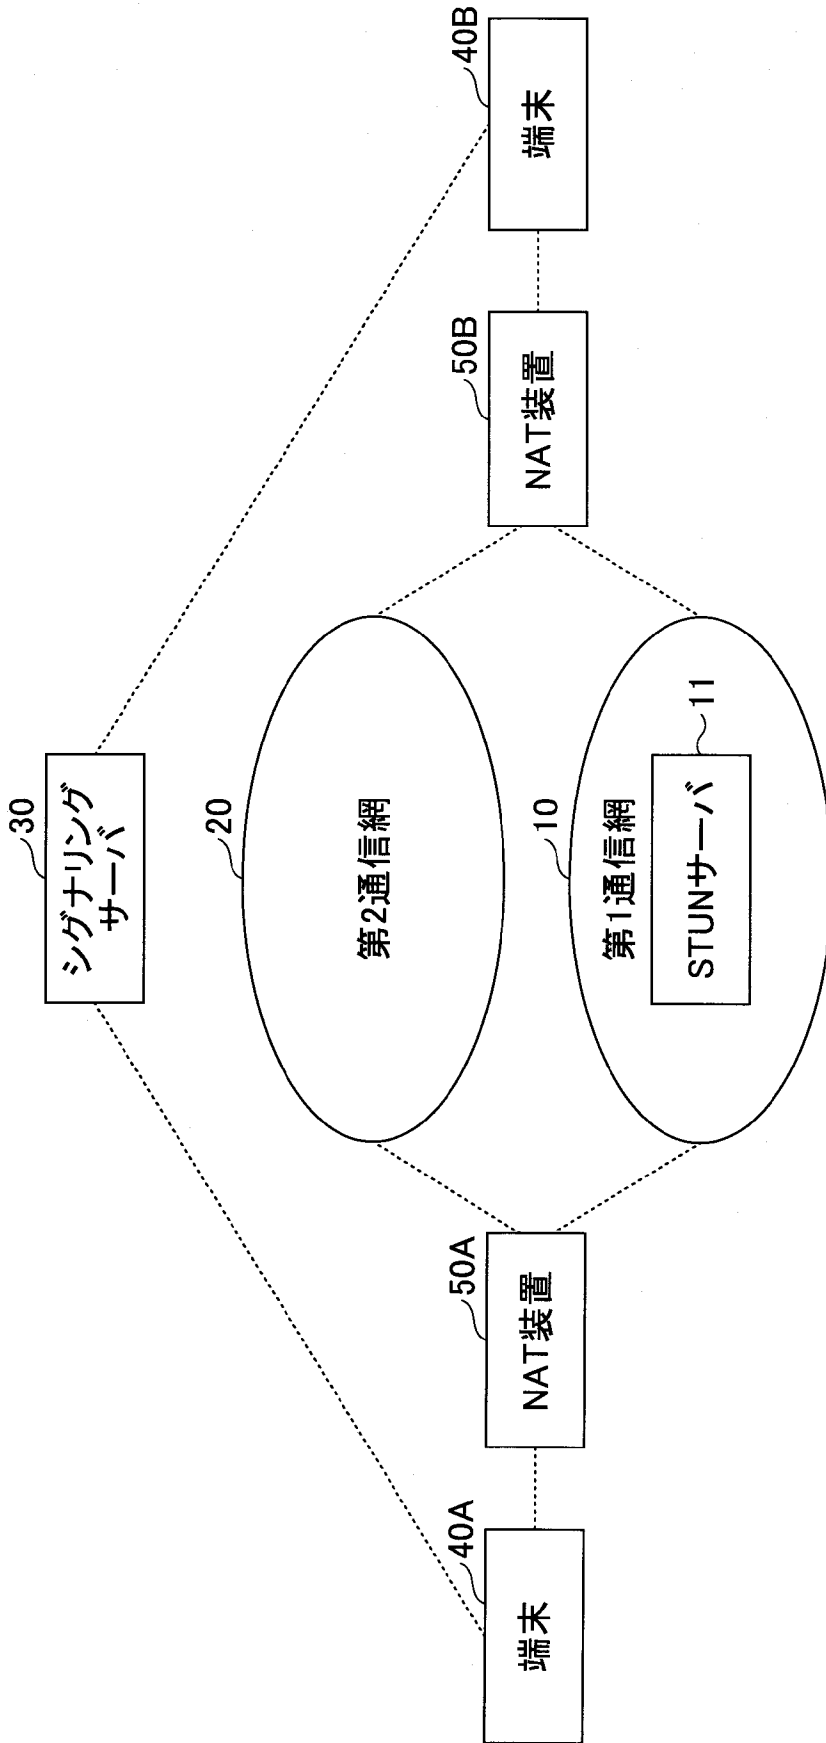 30
シグナリング
サーバ
20
第2通信網
10
第1通信網
STUNサーバ
11
40A
端末
50A
NAT装置
50B
NAT装置
40B
端末